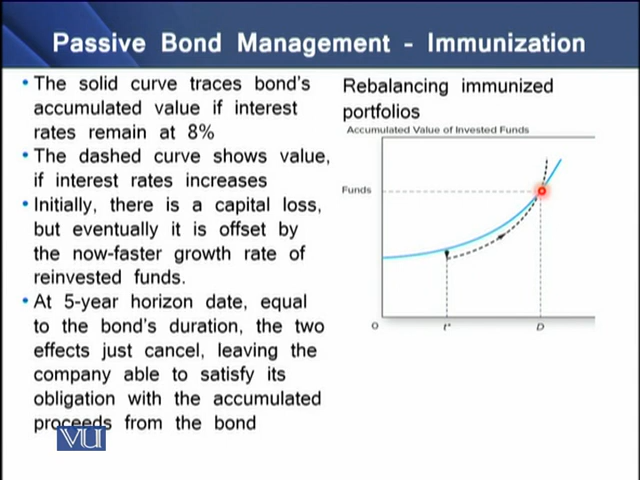 Passive Bond Management - Immunization
• The solid curve traces bond's
accumulated value if interest
rates remain at 8%
• The dashed curve shows value,
if interest rates increases
• Initially, there is a capital loss,
but eventually it is offset by
the now-faster growth rate of
reinvested funds.
• At 5-year horizon date, equal
to the bond's duration, the two
effects just cancel, leaving the
company able to satisfy its
obligation with the accumulated
proceeds from the bond
VU
Rebalancing immunized
portfolios
Accumulated Value of Invested Funds
Funds
O t* D